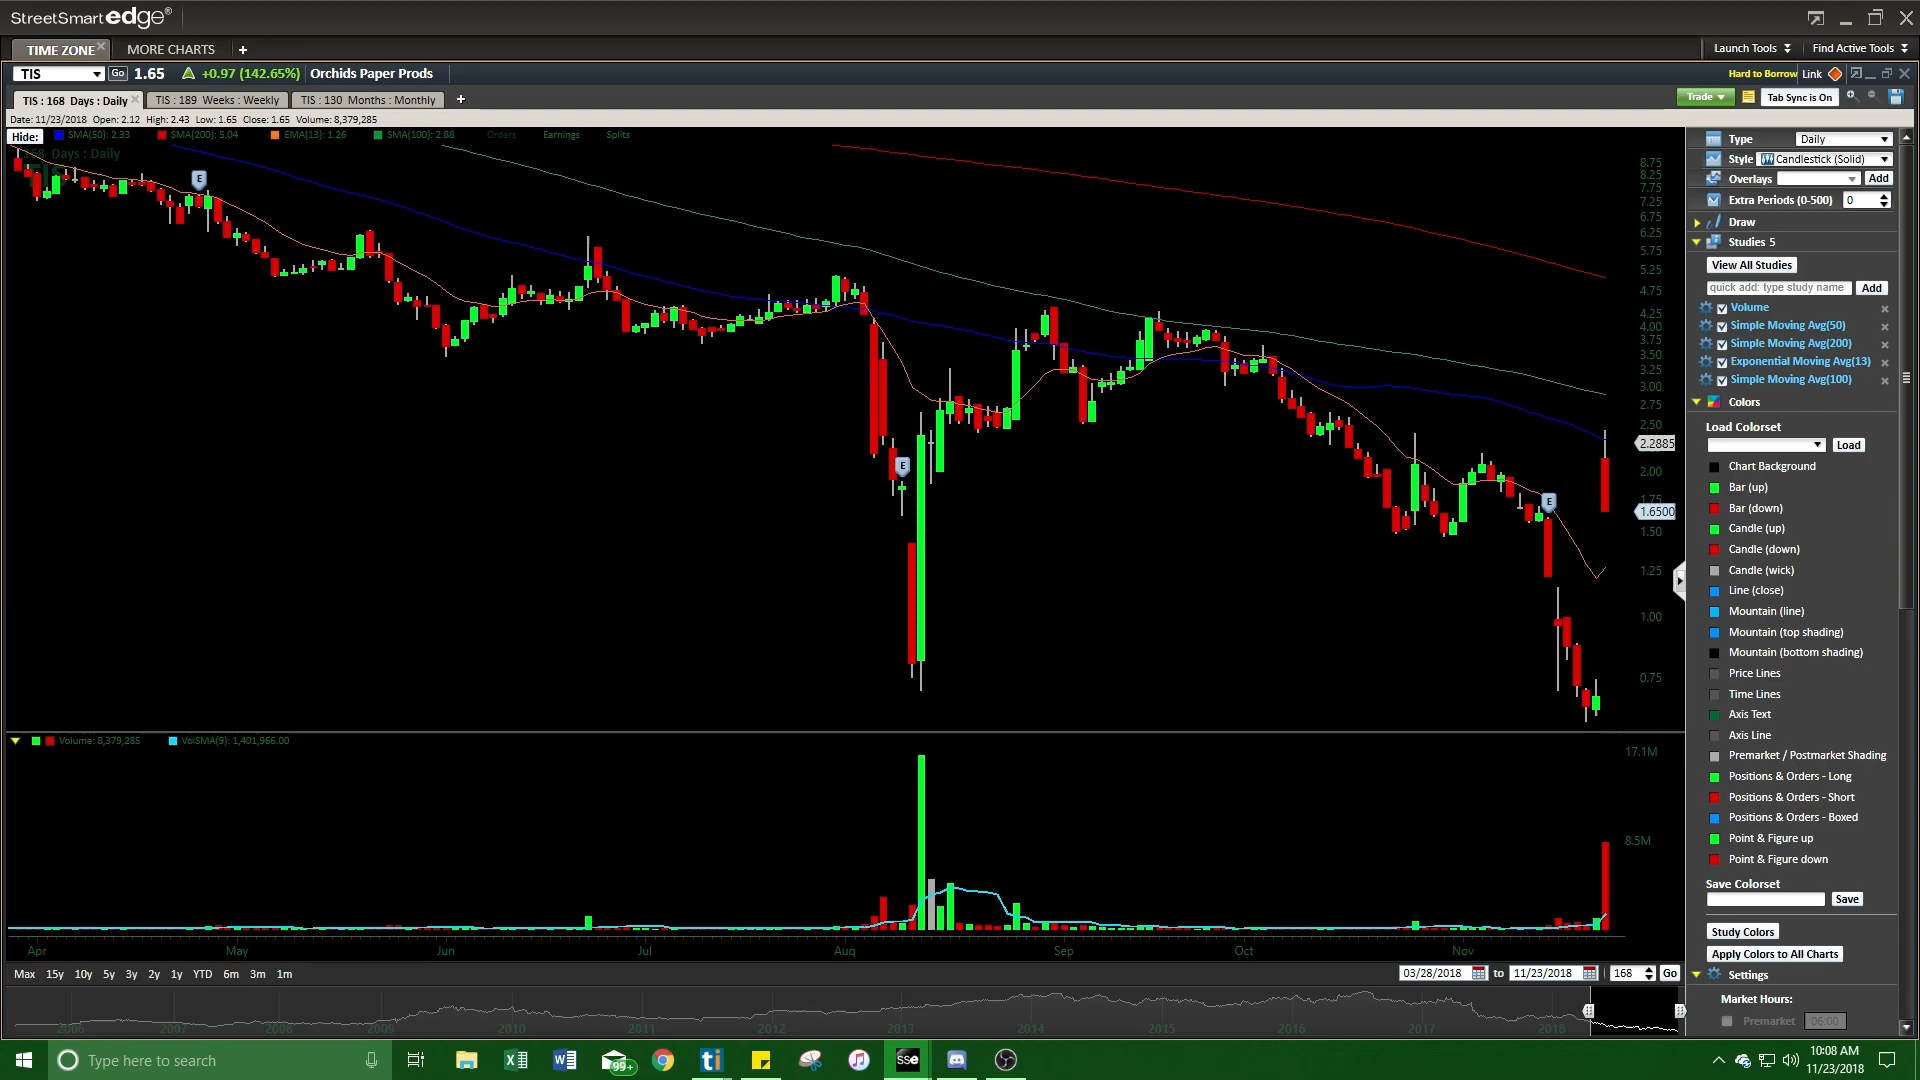 StreetSmart edge®
TIME ZONE
MORE CHARTS
+
Launch Tools
Find Active Tools
TIS
Go
1.65
+0.97 (142.65%)
Orchids Paper Prods
Hard to Borrow
Link
TIS : 168 Days : Daily
TIS : 189 Weeks : Weekly
TIS : 130 Months : Monthly
+
Trade
Tab Sync is On
Date: 11/23/2018 Open: 2.12 High: 2.43 Low: 1.65 Close: 1.65 Volume: 8,379,285
Hide:
SMA(50): 2.33
SMA(200): 5.04
EMA(13): 1.26
SMA(100): 2.88
Orders
Earnings
Splits
168 Days : Daily
E
E
E
8.75
8.25
7.75
7.25
6.75
6.25
5.75
5.25
4.75
4.25
4.00
3.75
3.50
3.25
3.00
2.75
2.50
2.2885
2.00
1.75
1.6500
1.50
1.25
1.00
0.75
Volume: 8,379,285
VolSMA(9): 1,401,966.00
17.1M
8.5M
Apr
May
Jun
Jul
Aug
Sep
Oct
Nov
Max 15y 10y 5y 3y 2y 1y YTD 6m 3m 1m
03/28/2018 to 11/23/2018 168 Go
2006 2007 2008 2009 2010 2011 2012 2013 2014 2015 2016 2017 2018
Type
Daily
Style
Candlestick (Solid)
Overlays
Add
Extra Periods (0-500)
0
Draw
Studies 5
View All Studies
quick add: type study name
Add
Volume
Simple Moving Avg(50)
Simple Moving Avg(200)
Exponential Moving Avg(13)
Simple Moving Avg(100)
Colors
Load Colorset
Load
Chart Background
Bar (up)
Bar (down)
Candle (up)
Candle (down)
Candle (wick)
Line (close)
Mountain (line)
Mountain (top shading)
Mountain (bottom shading)
Price Lines
Time Lines
Axis Text
Axis Line
Premarket / Postmarket Shading
Positions & Orders - Long
Positions & Orders - Short
Positions & Orders - Boxed
Point & Figure up
Point & Figure down
Save Colorset
Save
Study Colors
Apply Colors to All Charts
Settings
Market Hours:
Premarket
06:00
Type here to search
99+
ti
SSe
10:08 AM
11/23/2018